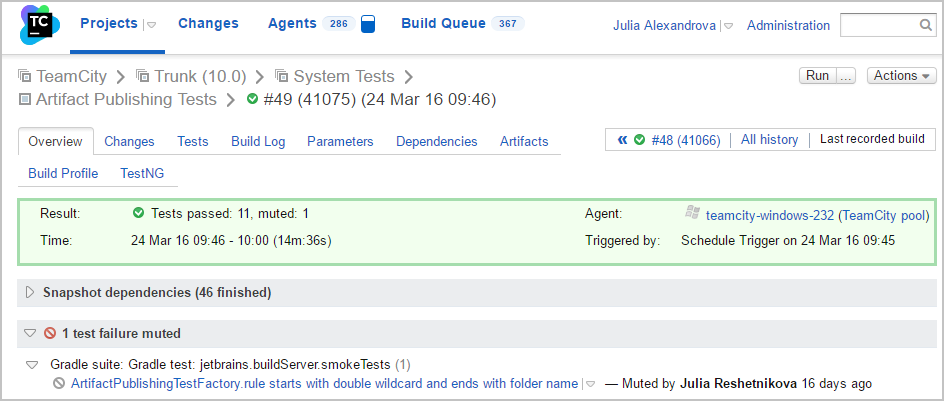 TC Projects Changes Agents 286 Build Queue 367 Julia Alexandrova Administration
TeamCity Trunk (10.0) System Tests Run ... Actions
Artifact Publishing Tests #49 (41075) (24 Mar 16 09:46)
Overview Changes Tests Build Log Parameters Dependencies Artifacts « #48 (41066) All history Last recorded build
Build Profile TestNG
Result: Tests passed: 11, muted: 1 Agent: teamcity-windows-232 (TeamCity pool)
Time: 24 Mar 16 09:46 - 10:00 (14m:36s) Triggered by: Schedule Trigger on 24 Mar 16 09:45
Snapshot dependencies (46 finished)
1 test failure muted
Gradle suite: Gradle test: jetbrains.buildServer.smokeTests (1)
ArtifactPublishingTestFactory.rule starts with double wildcard and ends with folder name — Muted by Julia Reshetnikova 16 days ago